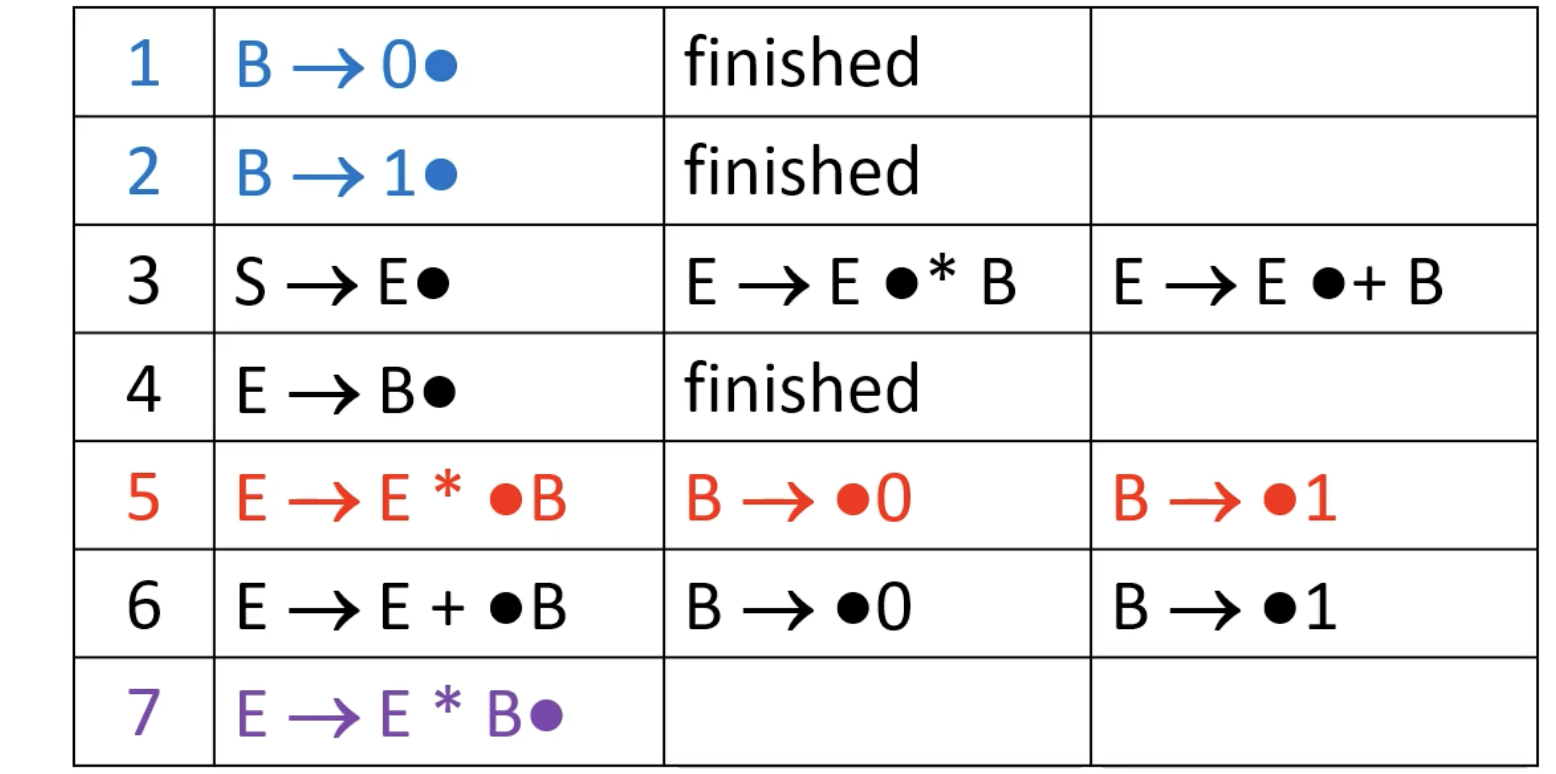 1 B → 0● finished
2 B → 1● finished
3 S → E● E → E ●* B E → E ●+ B
4 E → B● finished
5 E → E * ●B B → ●0 B → ●1
6 E → E + ●B B → ●0 B → ●1
7 E → E * B●